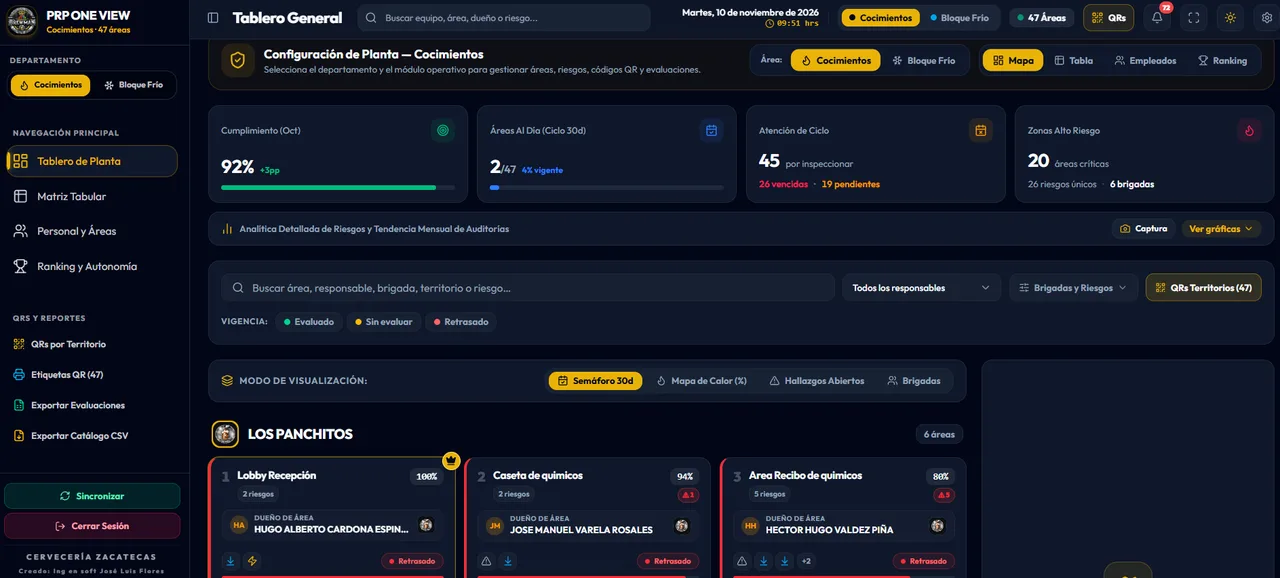 PRP ONE VIEW
Cocimientos · 47 áreas
DEPARTAMENTO
Cocimientos
Bloque Frío
NAVEGACIÓN PRINCIPAL
Tablero de Planta
Matriz Tabular
Personal y Áreas
Ranking y Autonomía
QRS Y REPORTES
QRs por Territorio
Etiquetas QR (47)
Exportar Evaluaciones
Exportar Catálogo CSV
Sincronizar
Cerrar Sesión
CERVECERÍA ZACATECAS
Creado: Ing en soft José Luis Flores
Tablero General
Buscar equipo, área, dueño o riesgo...
Martes, 10 de noviembre de 2026
09:51 hrs
Cocimientos
Bloque Frío
47 Áreas
QRs
72
Configuración de Planta — Cocimientos
Selecciona el departamento y el módulo operativo para gestionar áreas, riesgos, códigos QR y evaluaciones.
Área:
Cocimientos
Bloque Frío
Mapa
Tabla
Empleados
Ranking
Cumplimiento (Oct)
92% +3pp
Áreas Al Día (Ciclo 30d)
2/47 4% vigente
Atención de Ciclo
45 por inspeccionar
26 vencidas · 19 pendientes
Zonas Alto Riesgo
20 áreas críticas
26 riesgos únicos · 6 brigadas
Analítica Detallada de Riesgos y Tendencia Mensual de Auditorías
Captura
Ver gráficas
Buscar área, responsable, brigada, territorio o riesgo...
Todos los responsables
Brigadas y Riesgos
QRs Territorios (47)
VIGENCIA:
Evaluado
Sin evaluar
Retrasado
MODO DE VISUALIZACIÓN:
Semáforo 30d
Mapa de Calor (%)
Hallazgos Abiertos
Brigadas
LOS PANCHITOS
6 áreas
1 Lobby Recepción 100%
2 riesgos
HA
DUEÑO DE ÁREA
HUGO ALBERTO CARDONA ESPIN...
Retrasado
2 Caseta de quimicos 94%
2 riesgos
1
JM
DUEÑO DE ÁREA
JOSE MANUEL VARELA ROSALES
Retrasado
3 Area Recibo de quimicos 80%
5 riesgos
5
HH
DUEÑO DE ÁREA
HECTOR HUGO VALDEZ PIÑA
+2
Retrasado